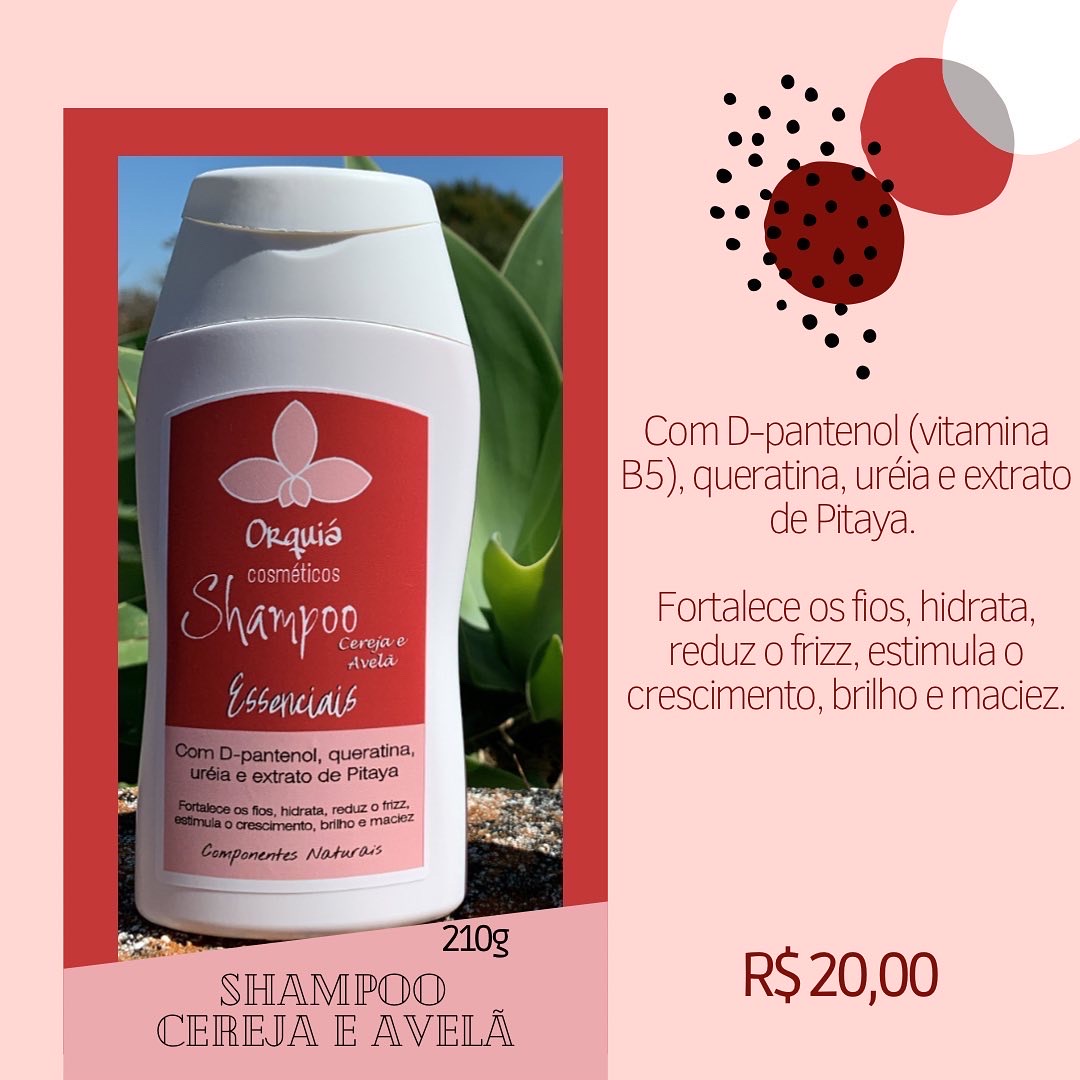 Orquiá
cosméticos
Shampoo
Cereja e
Avelã
Essenciais
Com D-pantenol, queratina,
uréia e extrato de Pitaya
Fortalece os fios, hidrata, reduz o frizz,
estimula o crescimento, brilho e maciez
Componentes Naturais
210g
SHAMPOO
CEREJA E AVELÃ
Com D-pantenol (vitamina
B5), queratina, uréia e extrato
de Pitaya.
Fortalece os fios, hidrata,
reduz o frizz, estimula o
crescimento, brilho e maciez.
R$ 20,00